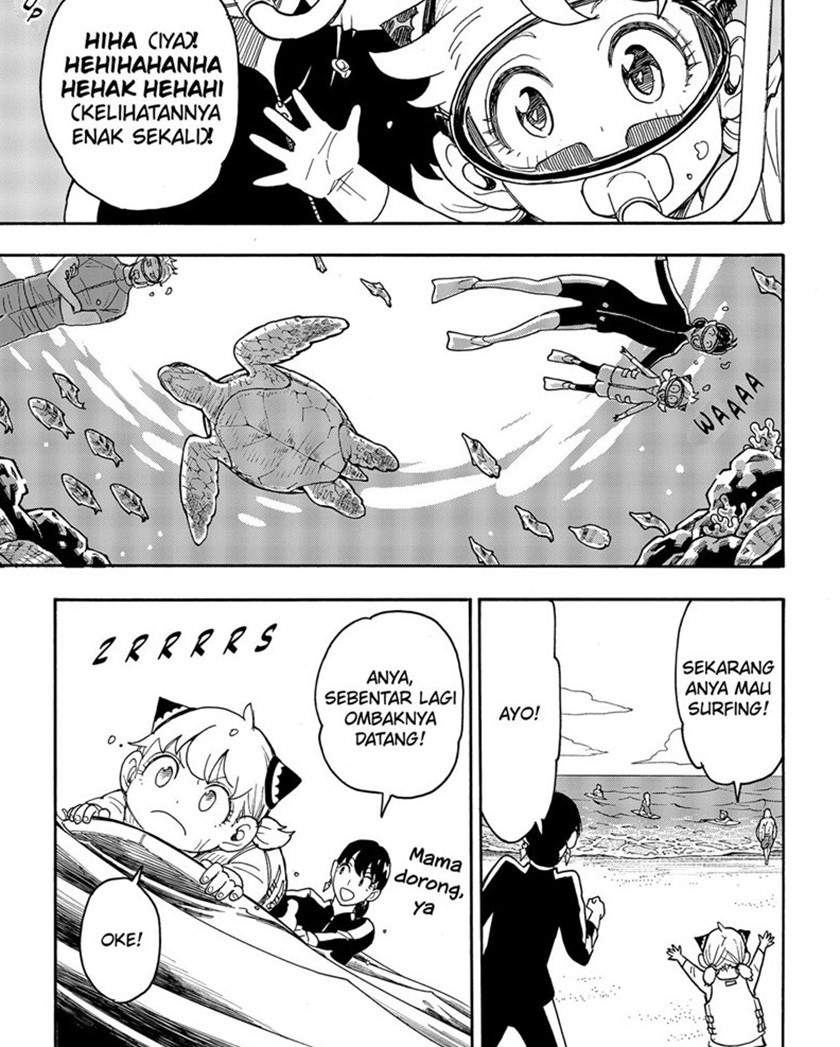 HIHA (IYA)!
HEHIHAHANHA
HEHAK HEHAHI
(KELIHATANNYA
ENAK SEKALI)!
WAAAA
SEKARANG
ANYA MAU
SURFING!
AYO!
ZRRRRS
ANYA,
SEBENTAR LAGI
OMBAKNYA
DATANG!
Mama
dorong,
ya
OKE!